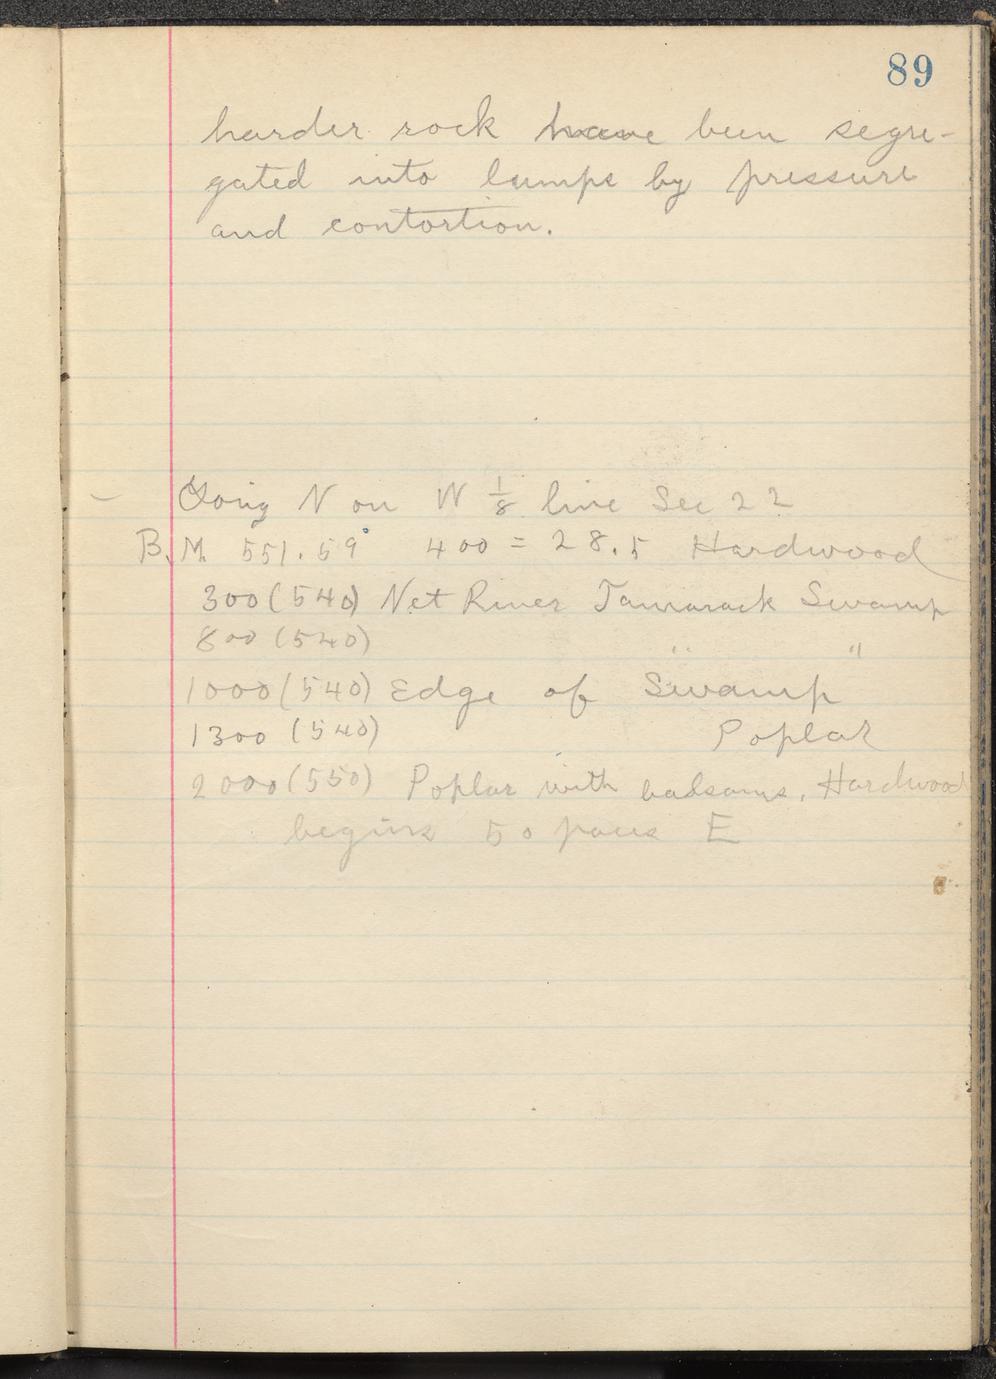 89
harder rock have been segre-
gated into lumps by pressure
and contortion.
Going N on W 1/8 line Sec 22
B.M. 551.59° 400 = 28.5 Hardwood
300 (540) Net River Tamarack Swamp
800 (540) " "
1000 (540) Edge of Swamp
1300 (540) Poplar
2000 (550) Poplar with balsams. Hardwood
begins 50 paces E